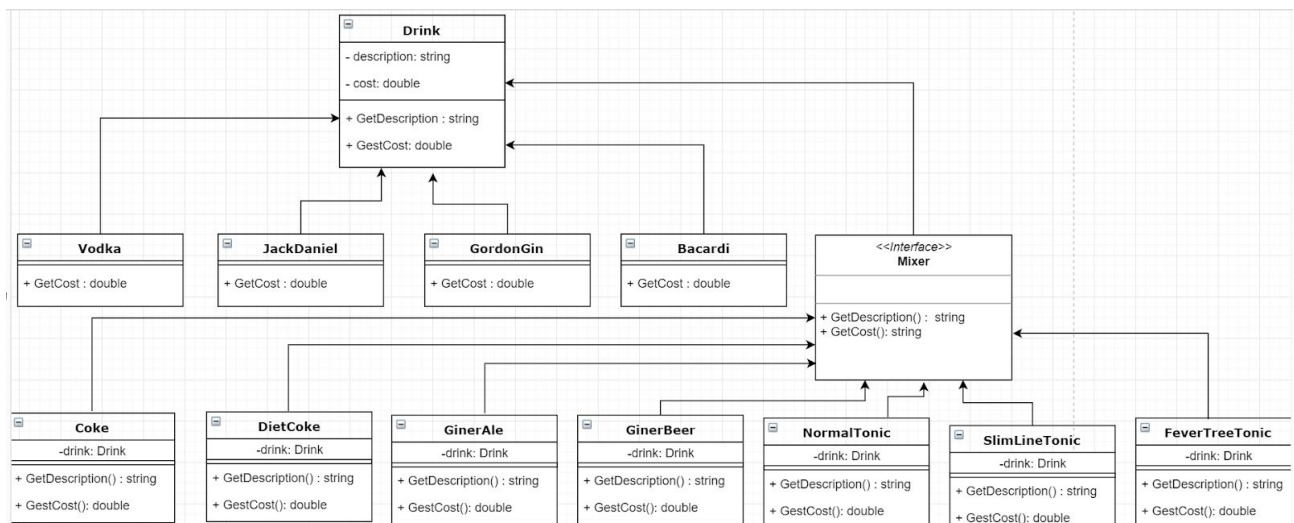 Drink
- description: string
- cost: double
+ GetDescription : string
+ GestCost: double
Vodka
+ GetCost : double
JackDaniel
+ GetCost : double
GordonGin
+ GetCost : double
Bacardi
+ GetCost : double
<<Interface>>
Mixer
+ GetDescription() : string
+ GetCost(): string
Coke
-drink: Drink
+ GetDescription() : string
+ GestCost(): double
DietCoke
-drink: Drink
+ GetDescription() : string
+ GestCost(): double
GinerAle
-drink: Drink
+ GetDescription() : string
+ GestCost(): double
GinerBeer
-drink: Drink
+ GetDescription() : string
+ GestCost(): double
NormalTonic
-drink: Drink
+ GetDescription() : string
+ GestCost(): double
SlimLineTonic
-drink: Drink
+ GetDescription() : string
+ GestCost(): double
FeverTreeTonic
-drink: Drink
+ GetDescription() : string
+ GestCost(): double